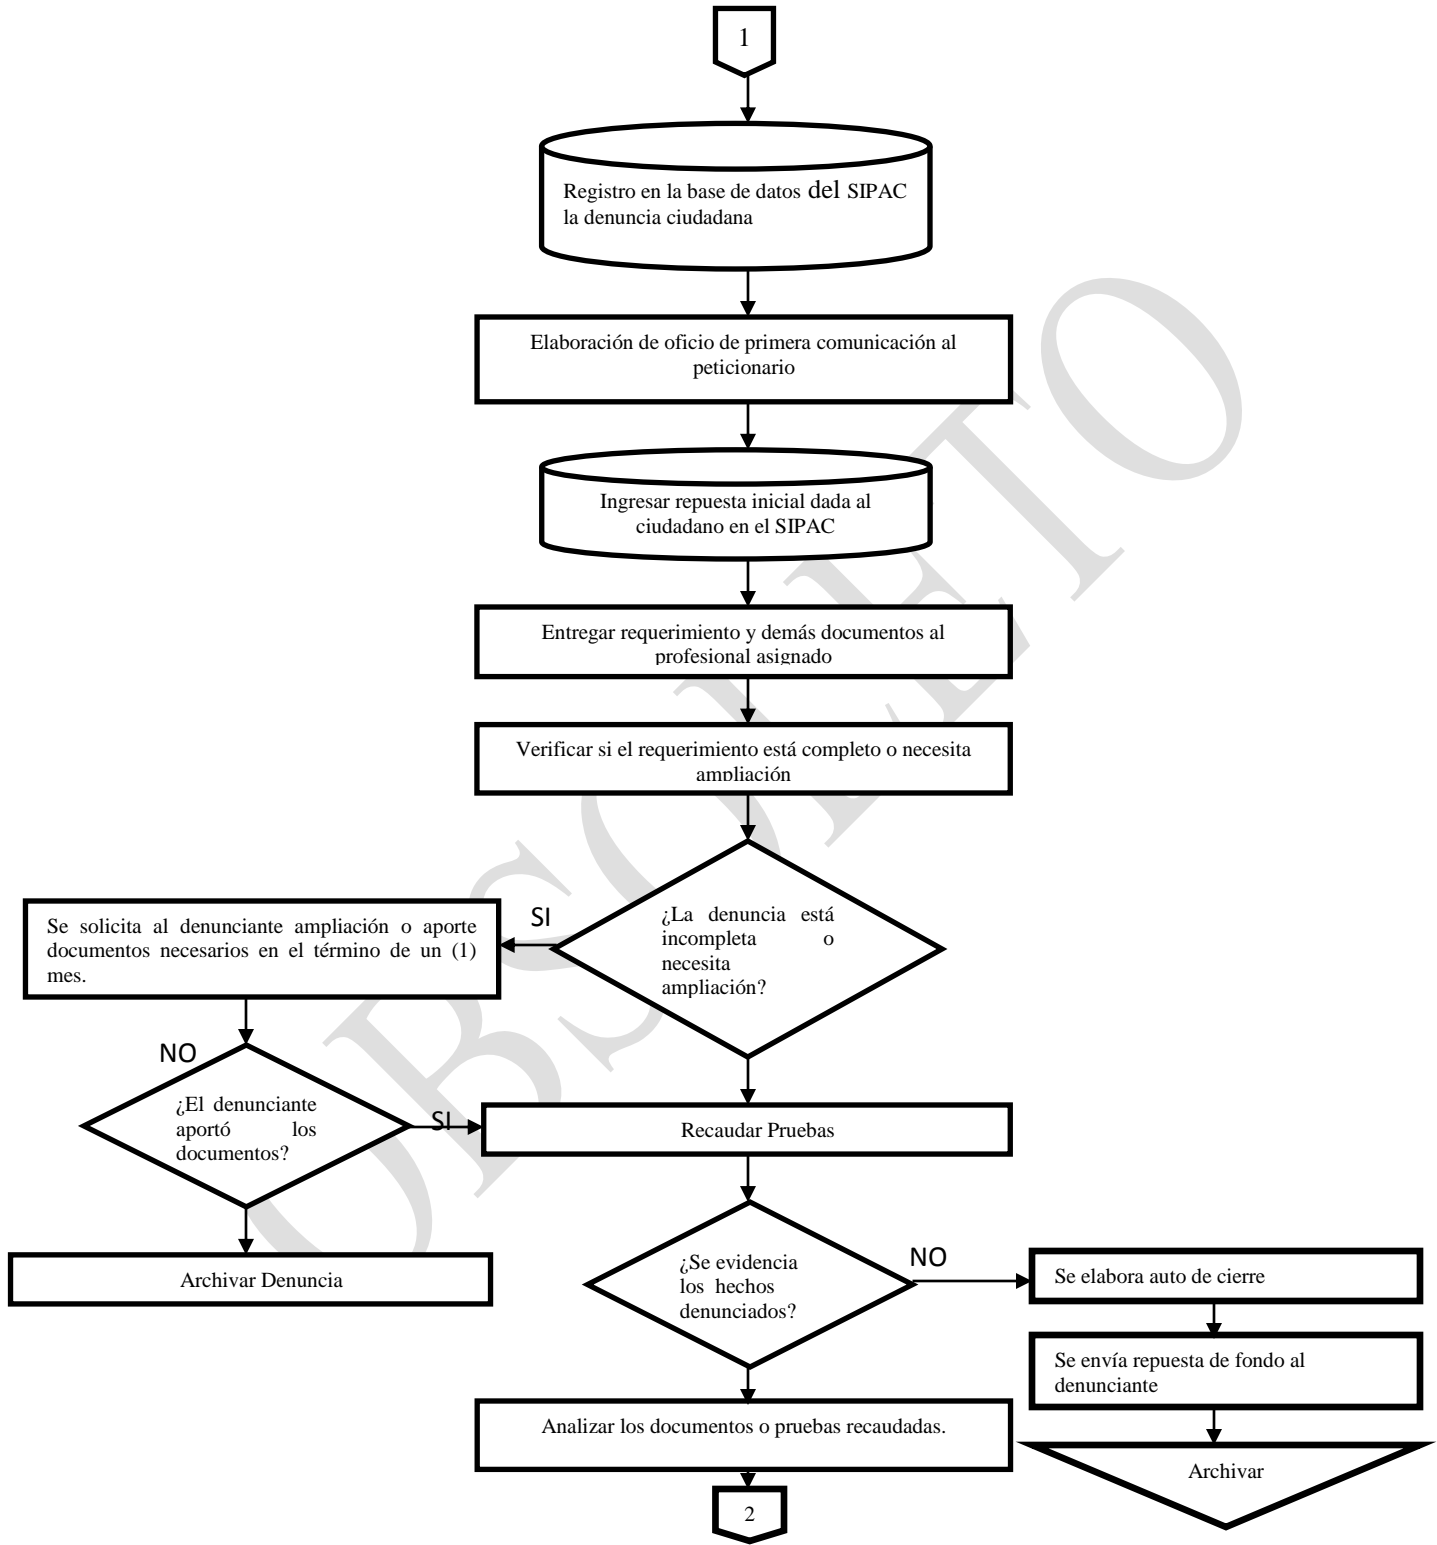 1
Registro en la base de datos del SIPAC
la denuncia ciudadana
Elaboración de oficio de primera comunicación al
peticionario
Ingresar repuesta inicial dada al
ciudadano en el SIPAC
Entregar requerimiento y demás documentos al
profesional asignado
Verificar si el requerimiento está completo o necesita
ampliación
¿La denuncia está
incompleta o
necesita
ampliación?
SI
Se solicita al denunciante ampliación o aporte
documentos necesarios en el término de un (1)
mes.
NO
¿El denunciante
aportó los
documentos?
SI
Recaudar Pruebas
Archivar Denuncia
¿Se evidencia
los hechos
denunciados?
NO
Se elabora auto de cierre
Se envía repuesta de fondo al
denunciante
Archivar
Analizar los documentos o pruebas recaudadas.
2
OBSOLETO